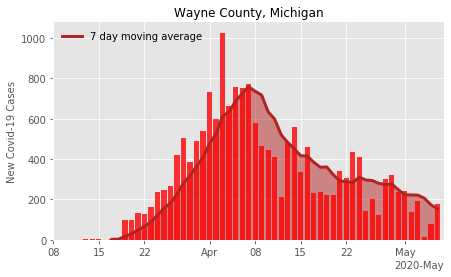 Wayne County, Michigan
7 day moving average
New Covid-19 Cases
1000
800
600
400
200
0
08 15 22 Apr 08 15 22 May
2020-May